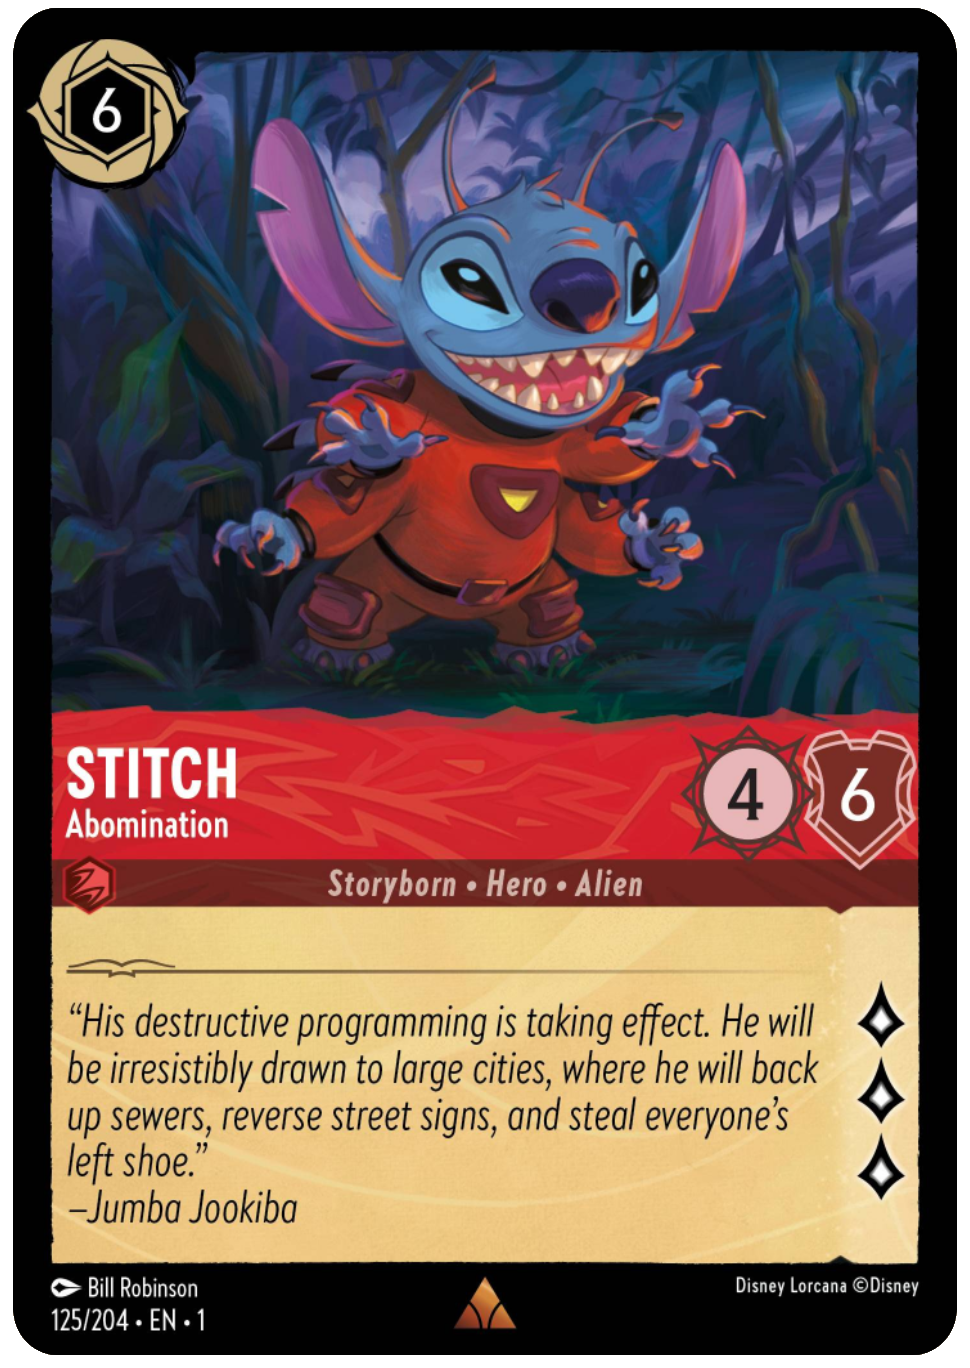 6
STITCH
Abomination
4
6
Storyborn • Hero • Alien
“His destructive programming is taking effect. He will
be irresistibly drawn to large cities, where he will back
up sewers, reverse street signs, and steal everyone’s
left shoe.”
–Jumba Jookiba
Bill Robinson
Disney Lorcana ©Disney
125/204 • EN • 1